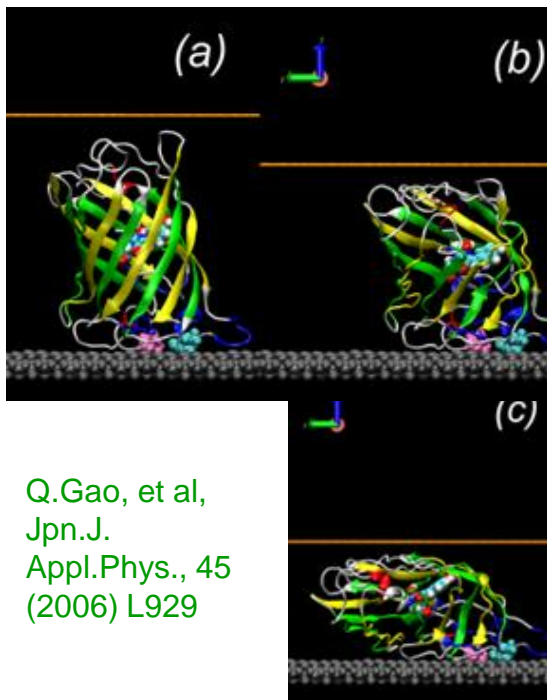 (a)
(b)
(c)
Q.Gao, et al,
Jpn.J.
Appl.Phys., 45
(2006) L929